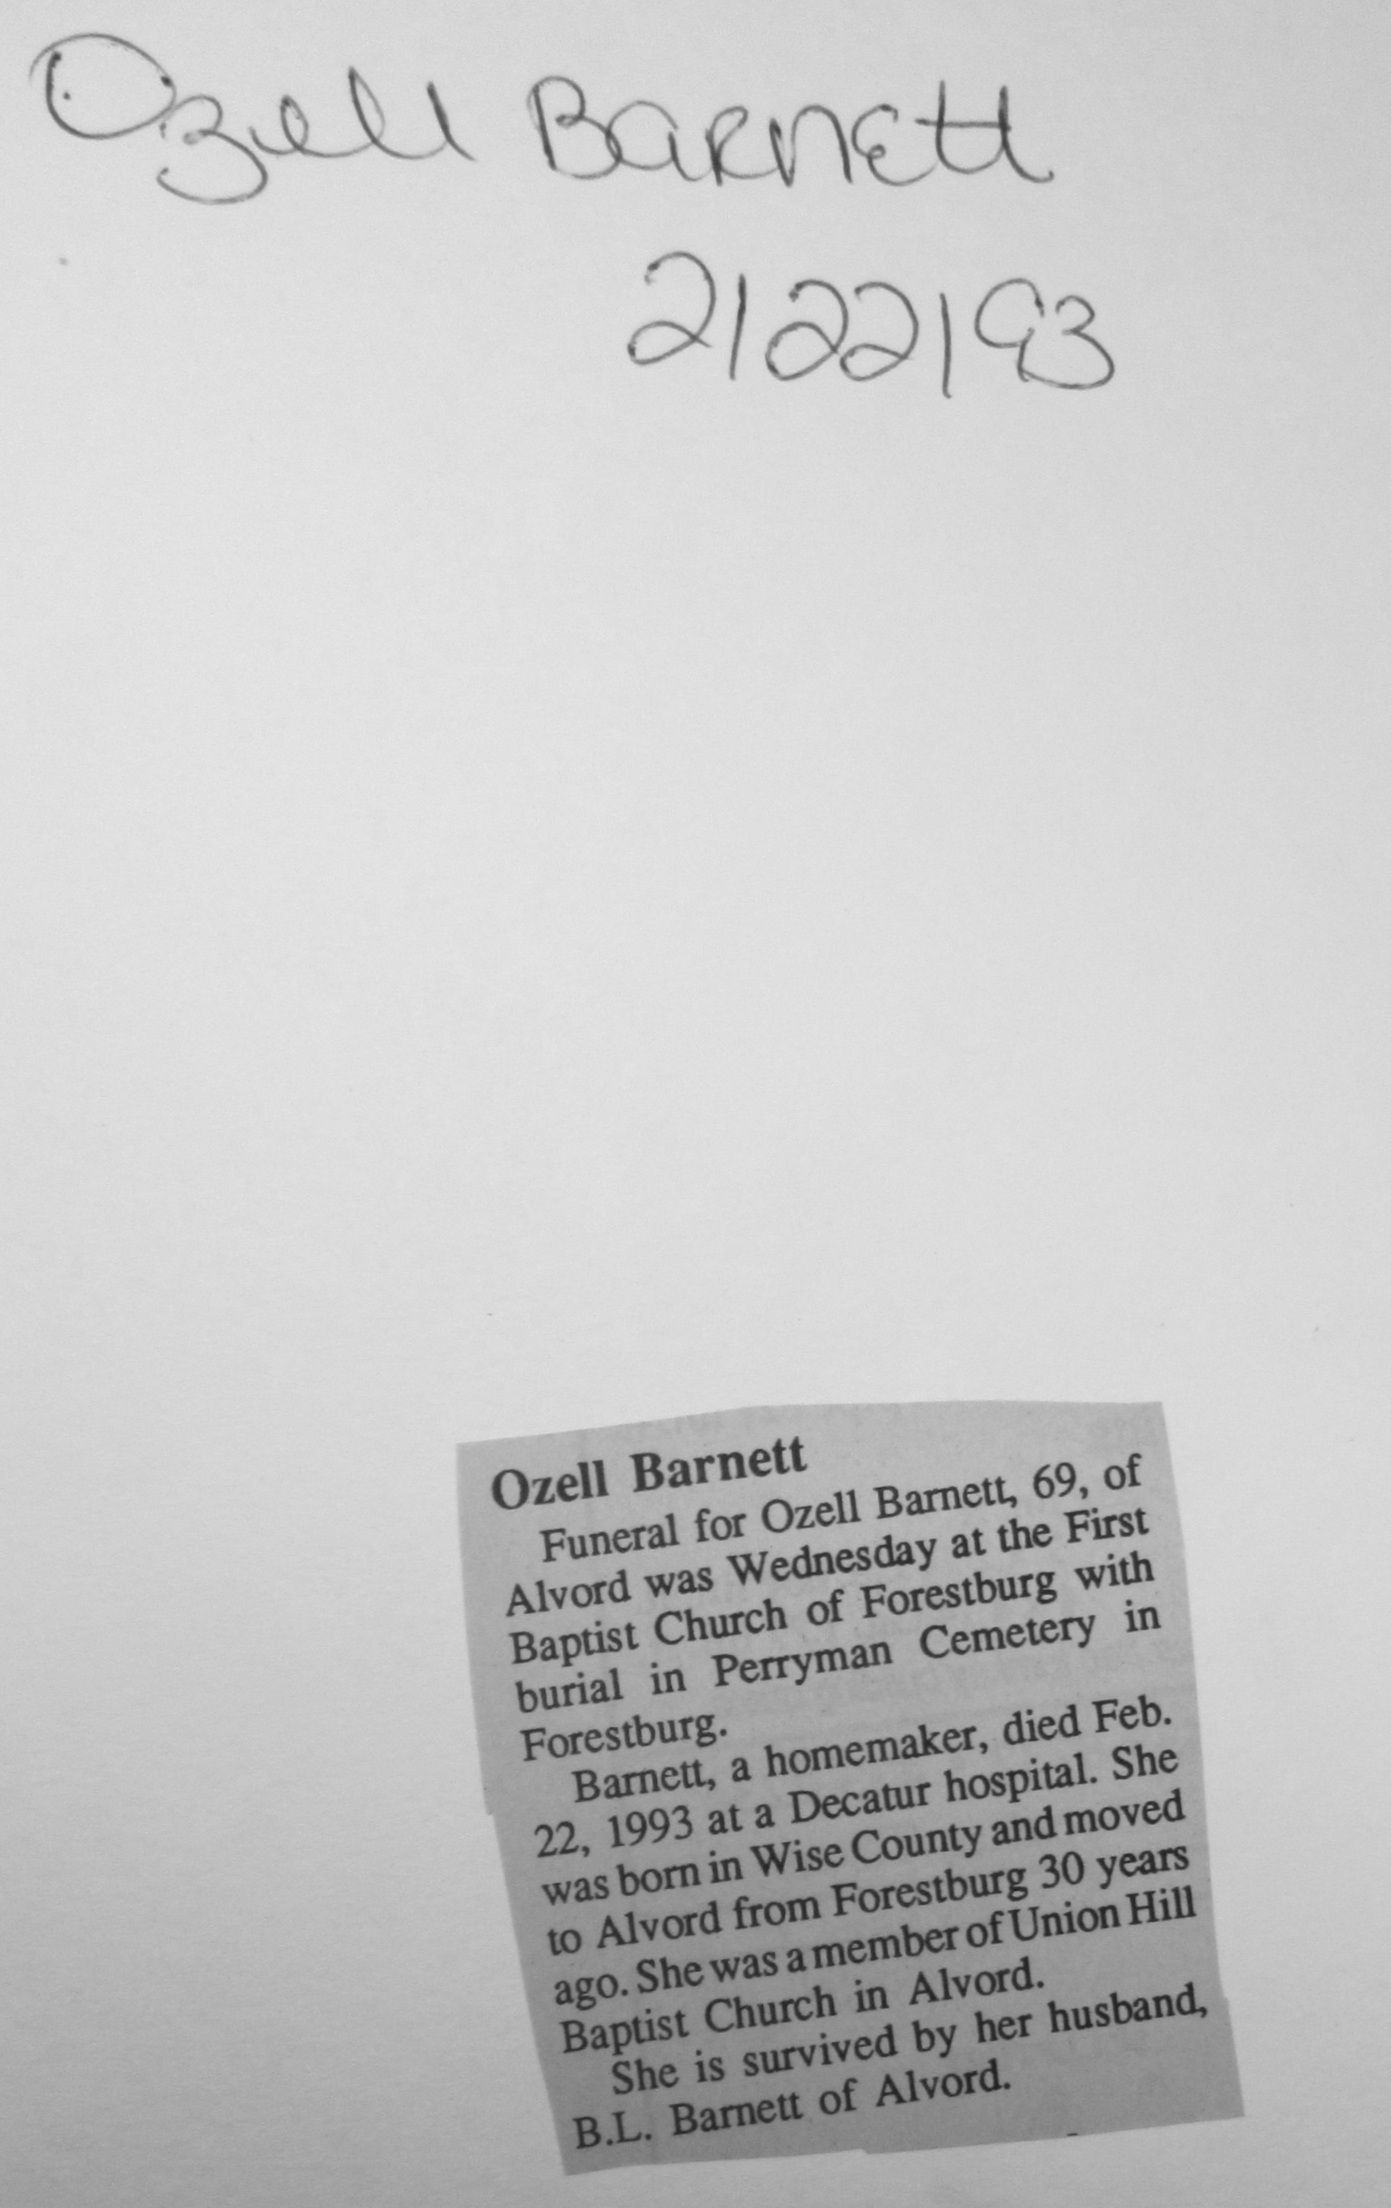 Ozell Barnett
2/22/93
Ozell Barnett
Funeral for Ozell Barnett, 69, of
Alvord was Wednesday at the First
Baptist Church of Forestburg with
burial in Perryman Cemetery in
Forestburg.
Barnett, a homemaker, died Feb.
22, 1993 at a Decatur hospital. She
was born in Wise County and moved
to Alvord from Forestburg 30 years
ago. She was a member of Union Hill
Baptist Church in Alvord.
She is survived by her husband,
B.L. Barnett of Alvord.